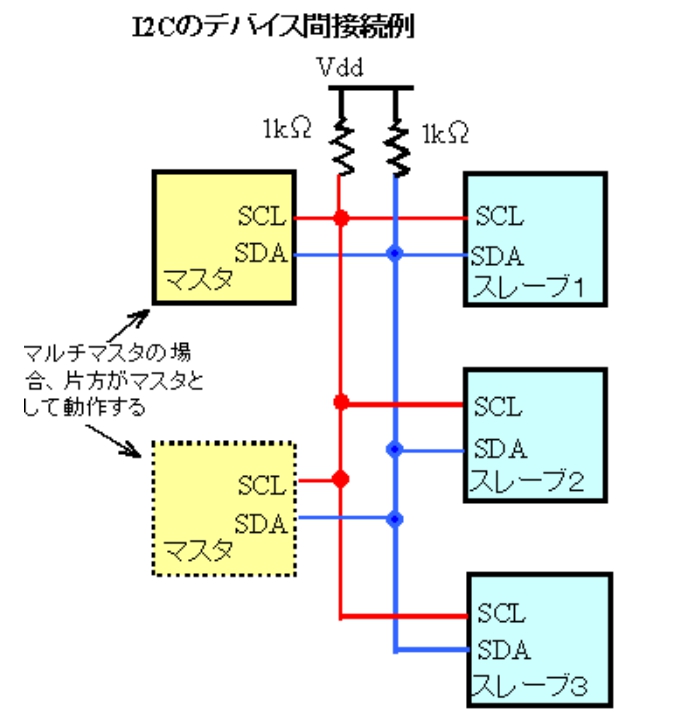 I2Cのデバイス間接続例
Vdd
1kΩ
1kΩ
SCL
SDA
マスタ
SCL
SDA
スレーブ1
マルチマスタの場
合、片方がマスタと
して動作する
SCL
SDA
スレーブ2
SCL
SDA
マスタ
SCL
SDA
スレーブ3